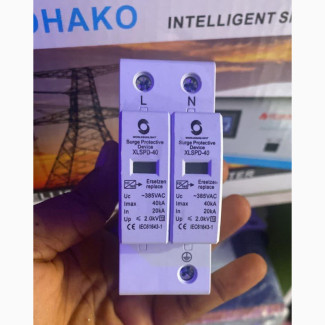 OHAKO
INTELLIGENT S
L N
Surge Protective
Device
XLSPD-40
Ersetzen
replace
Uc ~385VAC
Imax 40kA
In 20kA
Up ≤ 2.0kV
CE IEC61643-1
Surge Protective
Device
XLSPD-40
Ersetzen
replace
Uc ~385VAC
Imax 40kA
In 20kA
Up ≤ 2.0kV
CE IEC61643-1